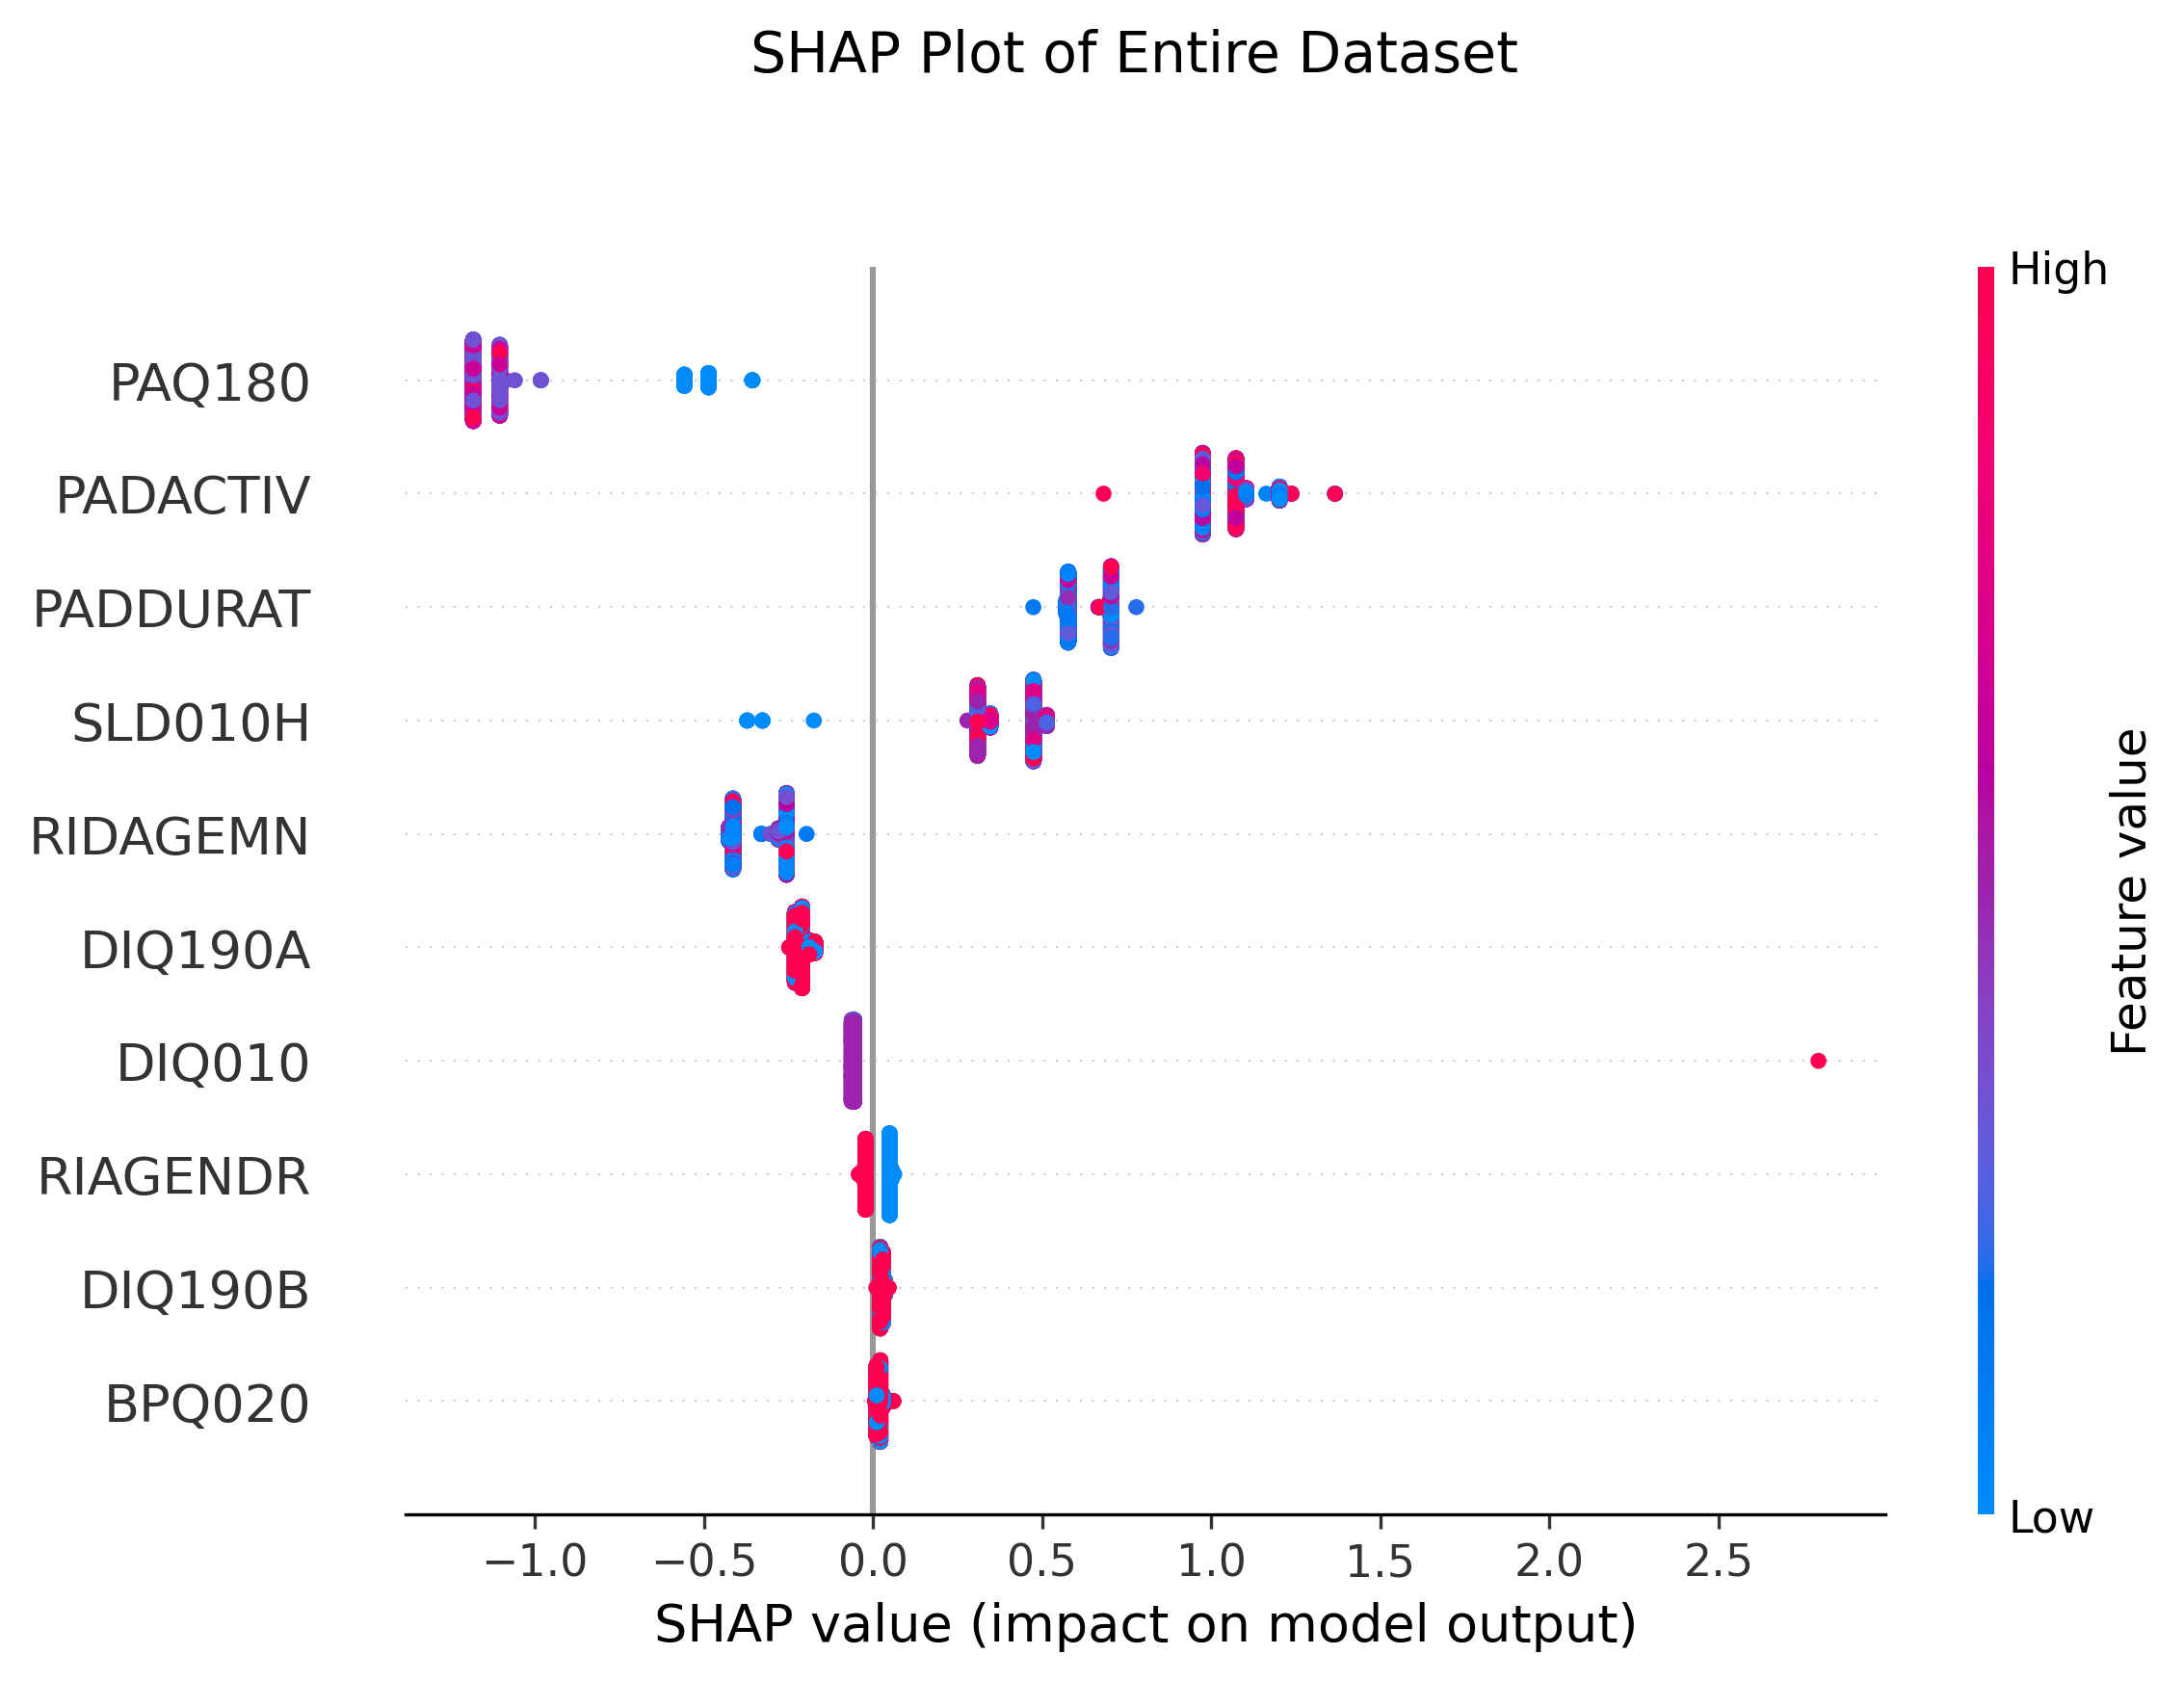 SHAP Plot of Entire Dataset
High
PAQ180
PADACTIV
PADDURAT
SLD010H
RIDAGEMN
DIQ190A
DIQ010
RIAGENDR
DIQ190B
BPQ020
Feature value
Low
−1.0 −0.5 0.0 0.5 1.0 1.5 2.0 2.5
SHAP value (impact on model output)